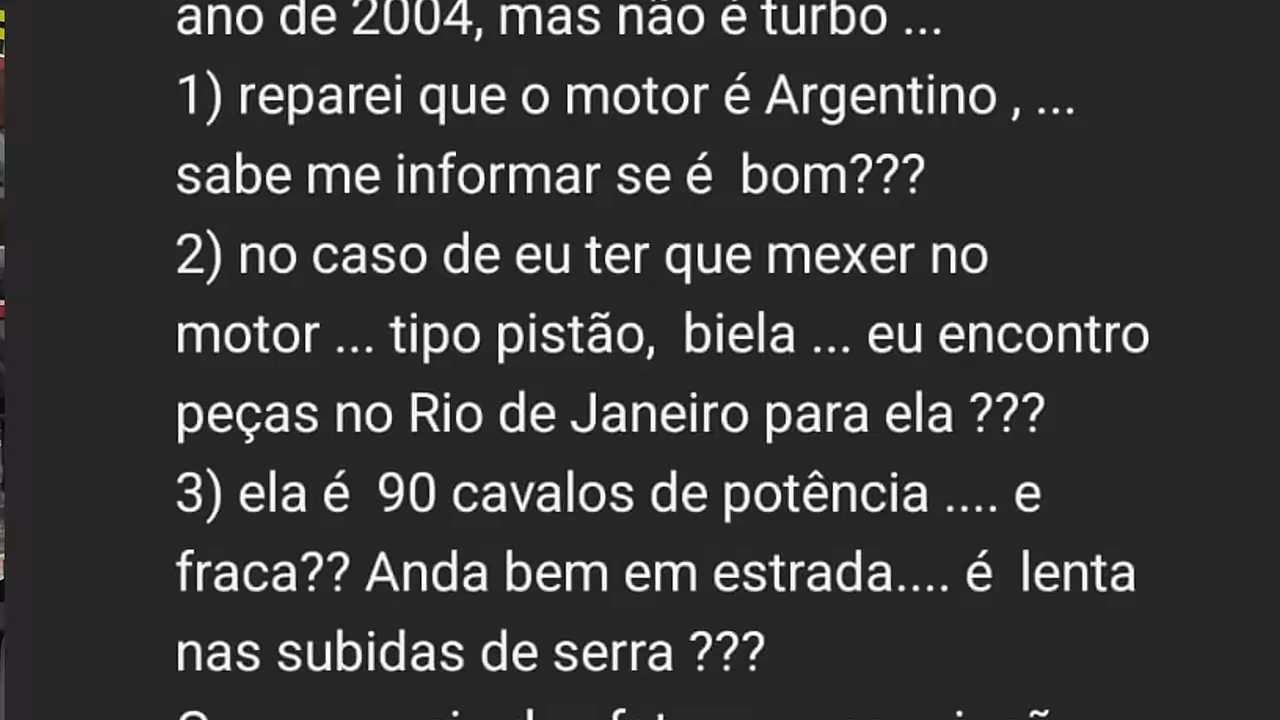 ano de 2004, mas não é turbo ...
1) reparei que o motor é Argentino , ...
sabe me informar se é  bom???
2) no caso de eu ter que mexer no
motor ... tipo pistão,  biela ... eu encontro
peças no Rio de Janeiro para ela ???
3) ela é  90 cavalos de potência .... e
fraca?? Anda bem em estrada.... é  lenta
nas subidas de serra ???